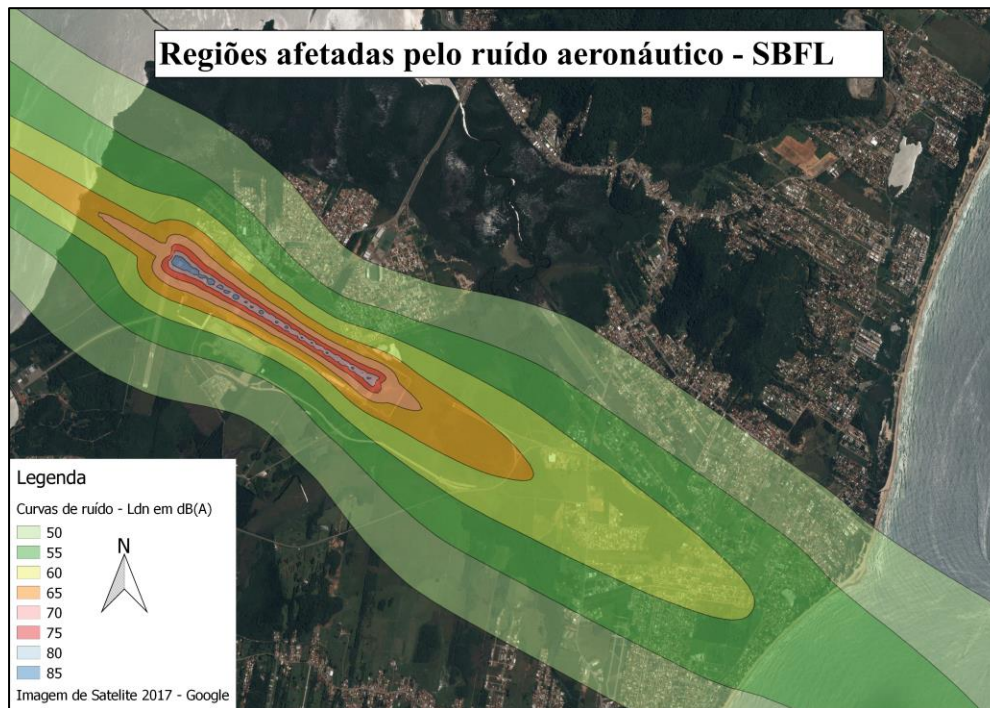 Regiões afetadas pelo ruído aeronáutico - SBFL
Legenda
Curvas de ruído - Ldn em dB(A)
50
55
60
65
70
75
80
85
N
Imagem de Satelite 2017 - Google